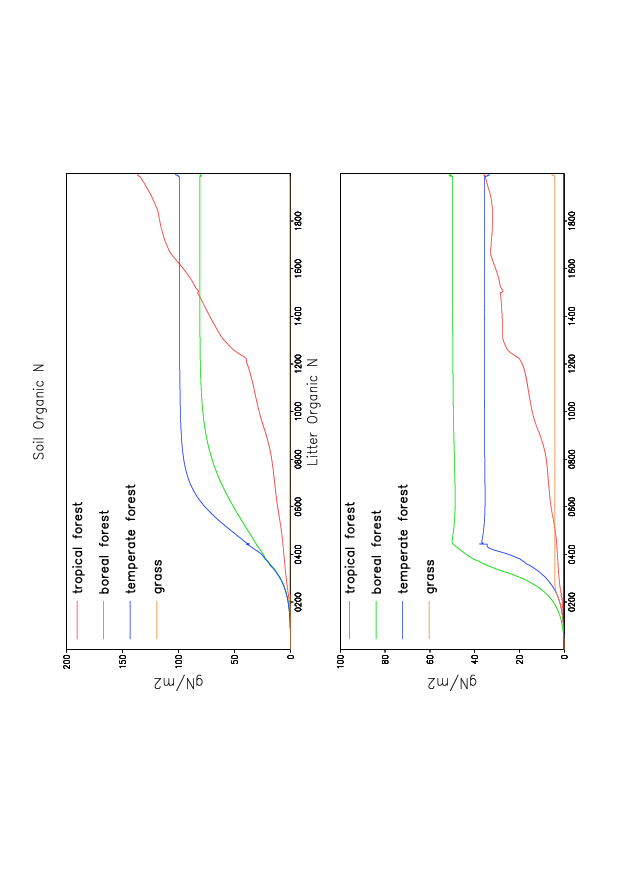 Soil Organic N
gN/m2
200
150
100
50
0
tropical forest
boreal forest
temperate forest
grass
0200
0400
0600
0800
1000
1200
1400
1600
1800
Litter Organic N
gN/m2
100
80
60
40
20
0
tropical forest
boreal forest
temperate forest
grass
0200
0400
0600
0800
1000
1200
1400
1600
1800